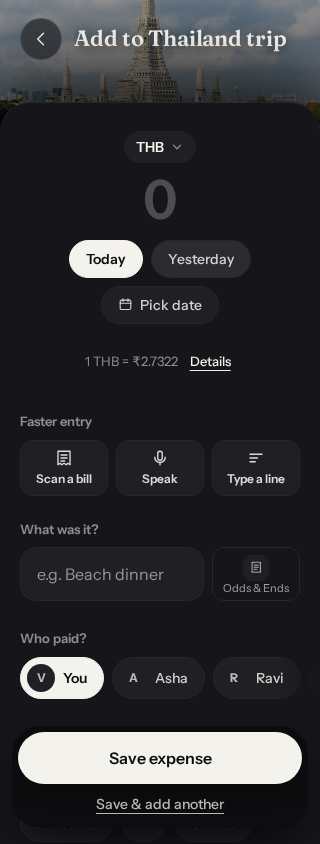 Add to Thailand trip
THB
0
Today
Yesterday
Pick date
1 THB = ₹2.7322 Details
Faster entry
Scan a bill
Speak
Type a line
What was it?
e.g. Beach dinner
Odds & Ends
Who paid?
V You
A Asha
R Ravi
Save expense
Save & add another